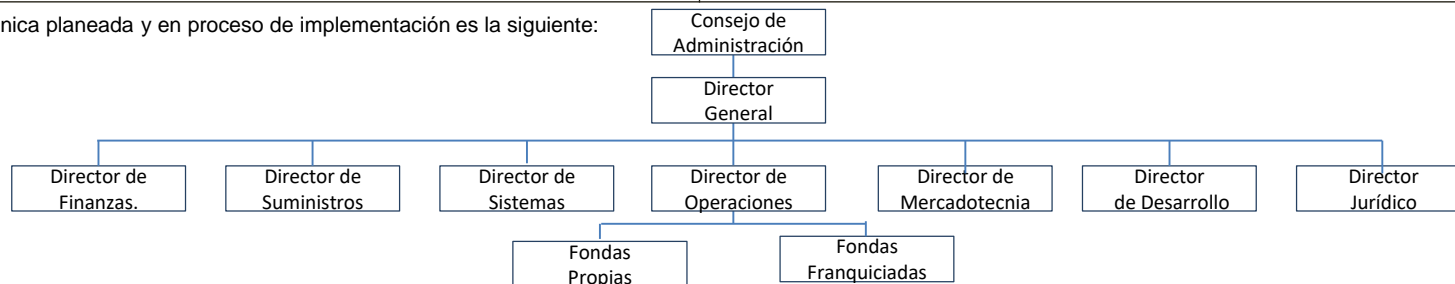 nica planeada y en proceso de implementación es la siguiente:
Consejo de
Administración
Director
General
Director de
Finanzas.
Director de
Suministros
Director de
Sistemas
Director de
Operaciones
Director de
Mercadotecnia
Director
de Desarrollo
Director
Jurídico
Fondas
Propias
Fondas
Franquiciadas